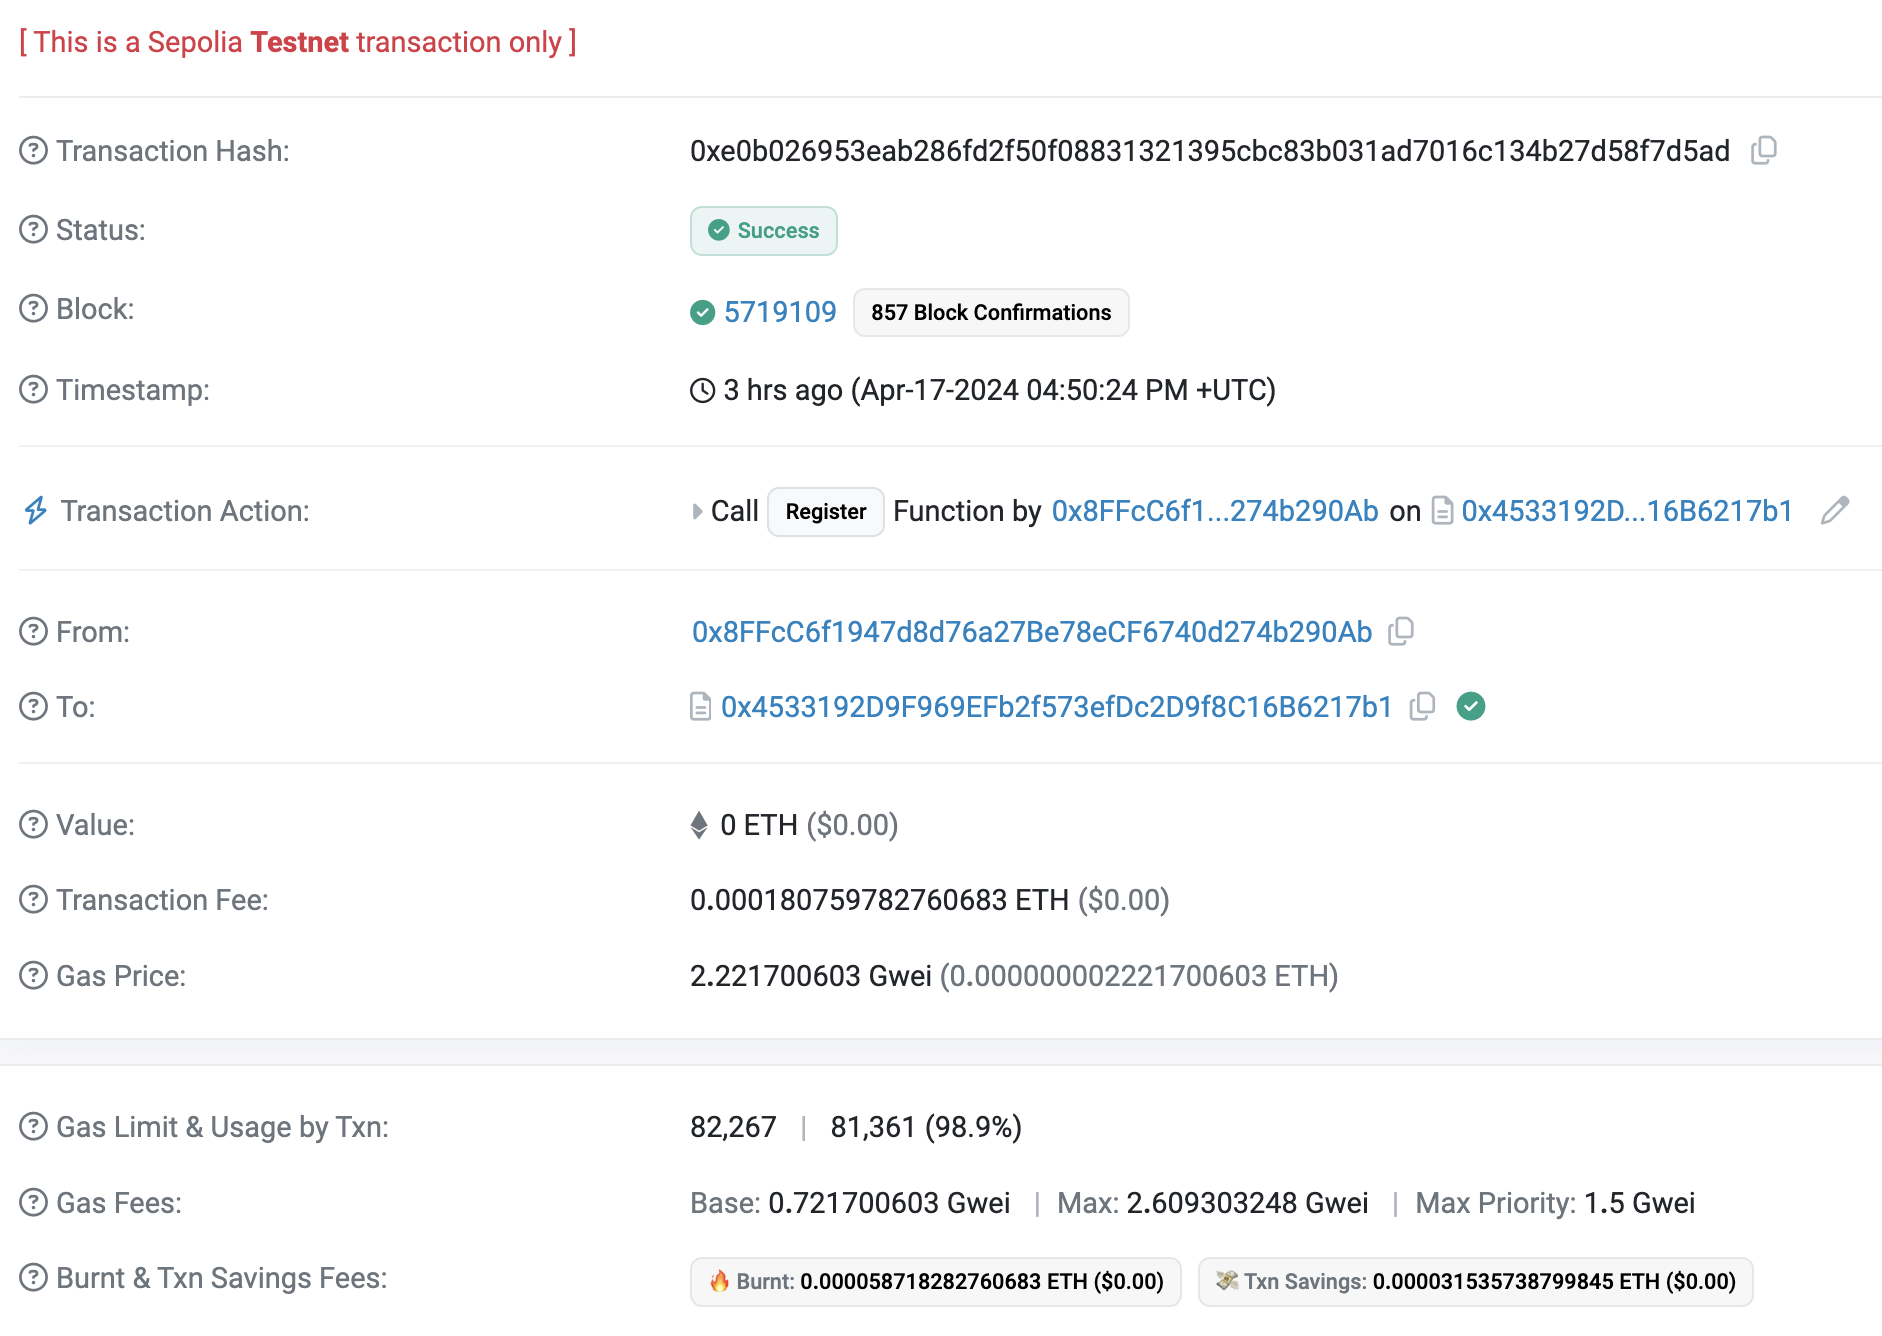 [ This is a Sepolia Testnet transaction only ]
Transaction Hash: 0xe0b026953eab286fd2f50f08831321395cbc83b031ad7016c134b27d58f7d5ad
Status: Success
Block: 5719109 857 Block Confirmations
Timestamp: 3 hrs ago (Apr-17-2024 04:50:24 PM +UTC)
Transaction Action: Call Register Function by 0x8FFcC6f1...274b290Ab on 0x4533192D...16B6217b1
From: 0x8FFcC6f1947d8d76a27Be78eCF6740d274b290Ab
To: 0x4533192D9F969EFb2f573efDc2D9f8C16B6217b1
Value: 0 ETH ($0.00)
Transaction Fee: 0.000180759782760683 ETH ($0.00)
Gas Price: 2.221700603 Gwei (0.000000002221700603 ETH)
Gas Limit & Usage by Txn: 82,267 | 81,361 (98.9%)
Gas Fees: Base: 0.721700603 Gwei | Max: 2.609303248 Gwei | Max Priority: 1.5 Gwei
Burnt & Txn Savings Fees: 🔥 Burnt: 0.000058718282760683 ETH ($0.00) 💸 Txn Savings: 0.000031535738799845 ETH ($0.00)